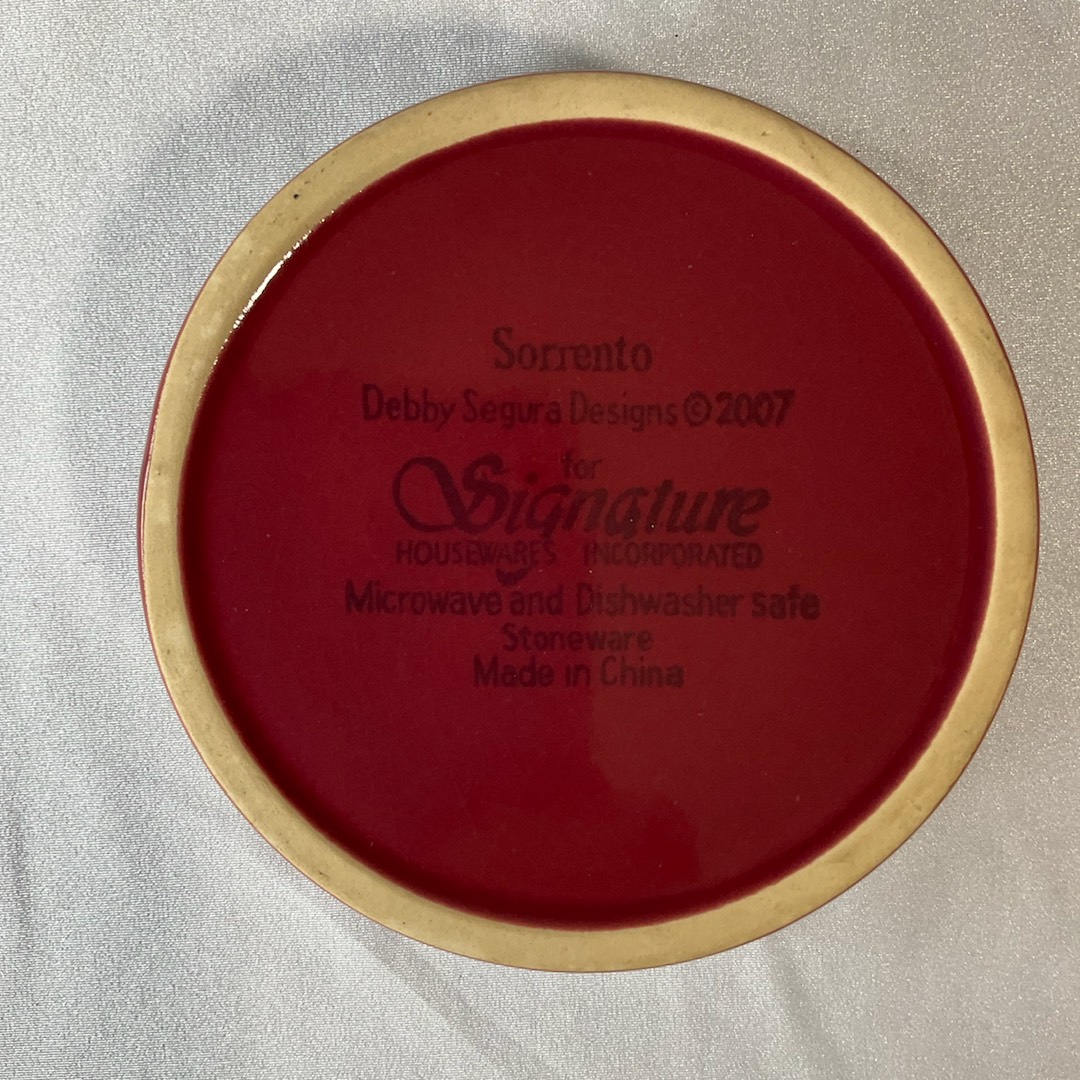 Sorrento
Debby Segura Designs © 2007
for
Signature
HOUSEWARES INCORPORATED
Microwave and Dishwasher safe
Stoneware
Made in China